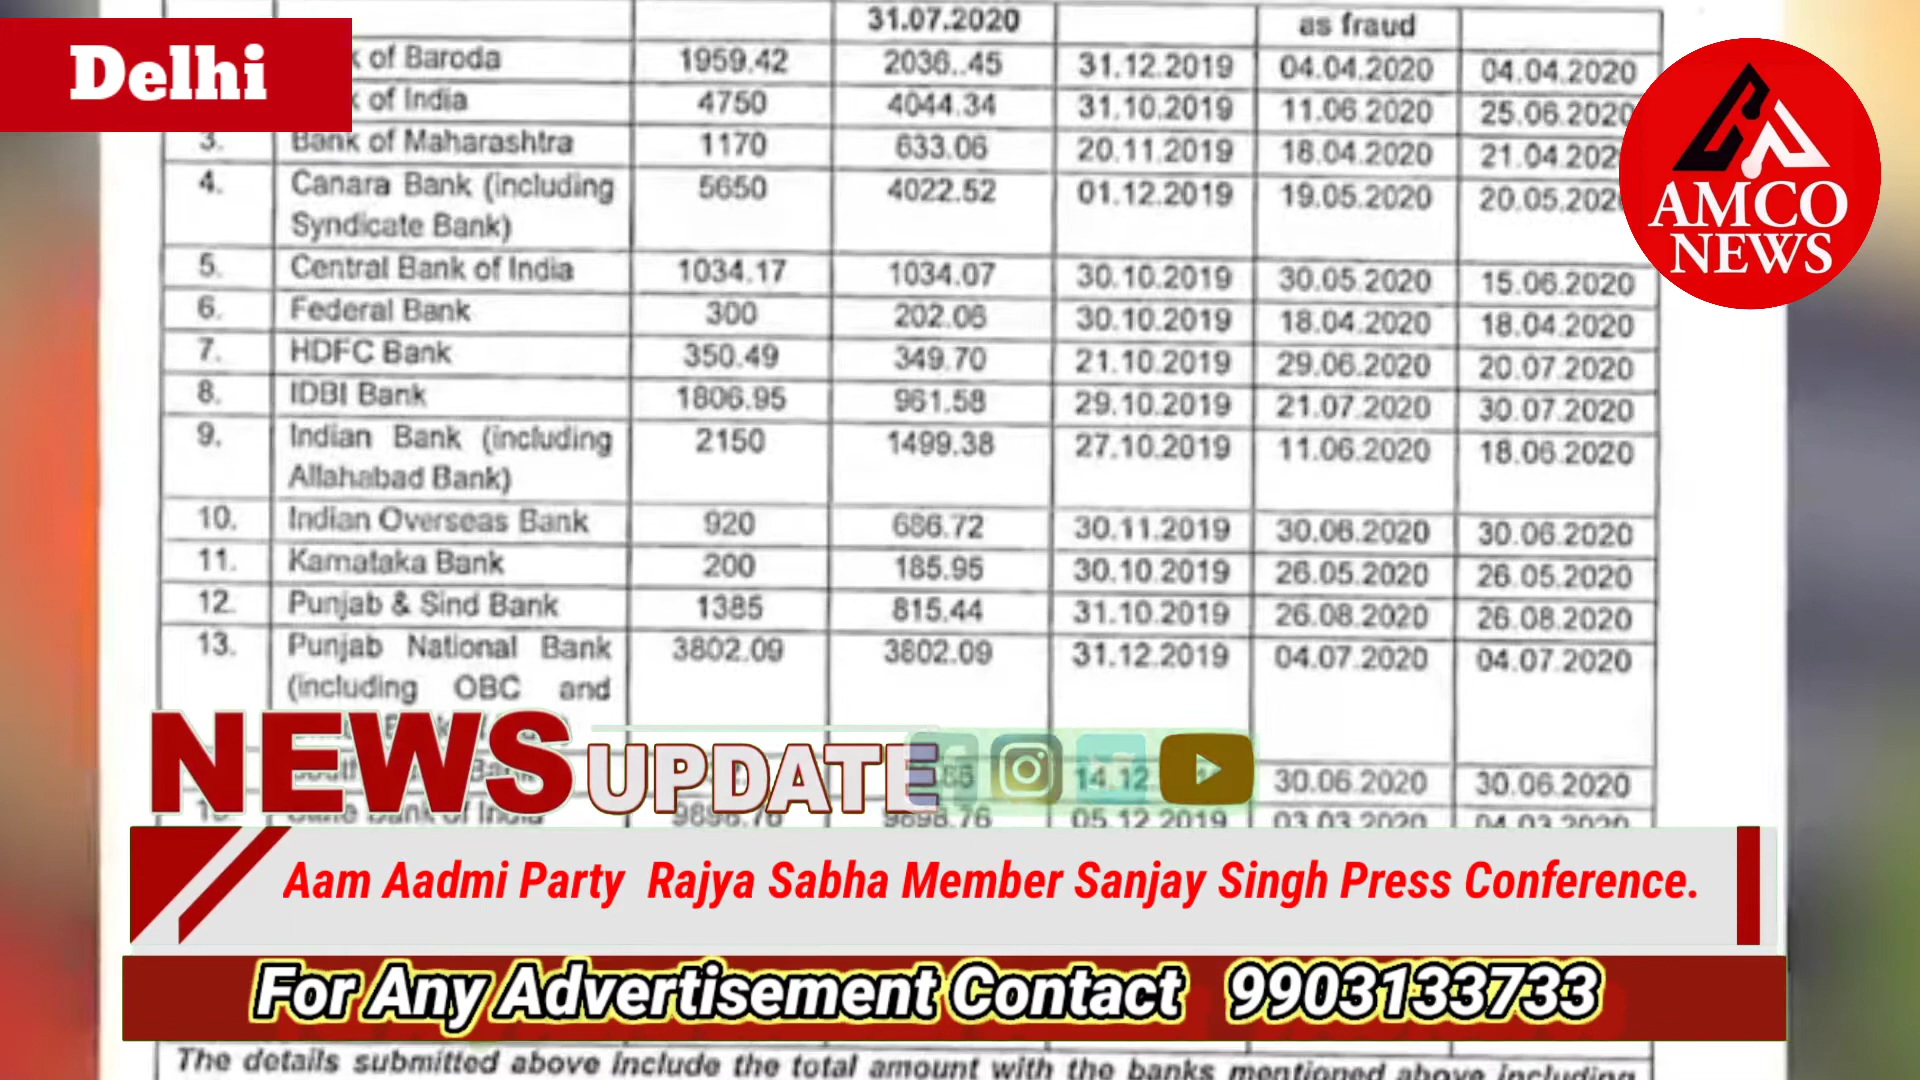 31.07.2020 as fraud
Delhi
k of Baroda 1959.42 2036..45 31.12.2019 04.04.2020 04.04.2020
k of India 4750 4044.34 31.10.2019 11.06.2020 25.06.2020
3. Bank of Maharashtra 1170 633.06 20.11.2019 18.04.2020 21.04.202
4. Canara Bank (including 5650 4022.52 01.12.2019 19.05.2020 20.05.202
Syndicate Bank)
AMCO
NEWS
5. Central Bank of India 1034.17 1034.07 30.10.2019 30.05.2020 15.06.2020
6. Federal Bank 300 202.06 30.10.2019 18.04.2020 18.04.2020
7. HDFC Bank 350.49 349.70 21.10.2019 29.06.2020 20.07.2020
8. IDBI Bank 1806.95 961.58 29.10.2019 21.07.2020 30.07.2020
9. Indian Bank (including 2150 1499.38 27.10.2019 11.06.2020 18.06.2020
Allahabad Bank)
10. Indian Overseas Bank 920 686.72 30.11.2019 30.06.2020 30.06.2020
11. Karnataka Bank 200 185.95 30.10.2019 26.05.2020 26.05.2020
12. Punjab & Sind Bank 1385 815.44 31.10.2019 26.08.2020 26.08.2020
13. Punjab National Bank 3802.09 3802.09 31.12.2019 04.07.2020 04.07.2020
(including OBC and
NEWS UPDATE
14.12. 30.06.2020 30.06.2020
Bank of India 9898.76 9898.76 05.12.2019 03.03.2020 04.03.2020
Aam Aadmi Party Rajya Sabha Member Sanjay Singh Press Conference.
For Any Advertisement Contact 9903133733
The details submitted above include the total amount with the banks mentioned above including